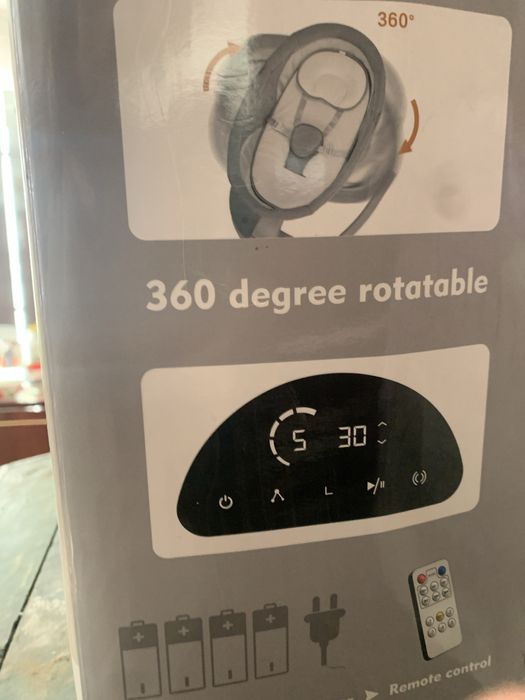 360°
360 degree rotatable
5 30
Remote control